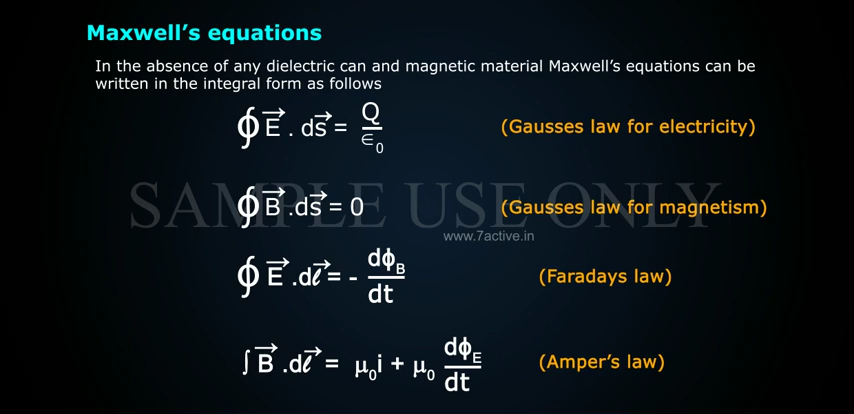 Maxwell's equations
In the absence of any dielectric can and magnetic material Maxwell's equations can be
written in the integral form as follows
∮ E⃗ . ds⃗ = Q/∈₀ (Gausses law for electricity)
∮ B⃗ .ds⃗ = 0 (Gausses law for magnetism)
SAMPLE USE ONLY
www.7active.in
∮ E⃗ .dℓ⃗ = - dϕ_B/dt (Faradays law)
∫ B⃗ .dℓ⃗ = μ₀i + μ₀ dϕ_E/dt (Amper's law)